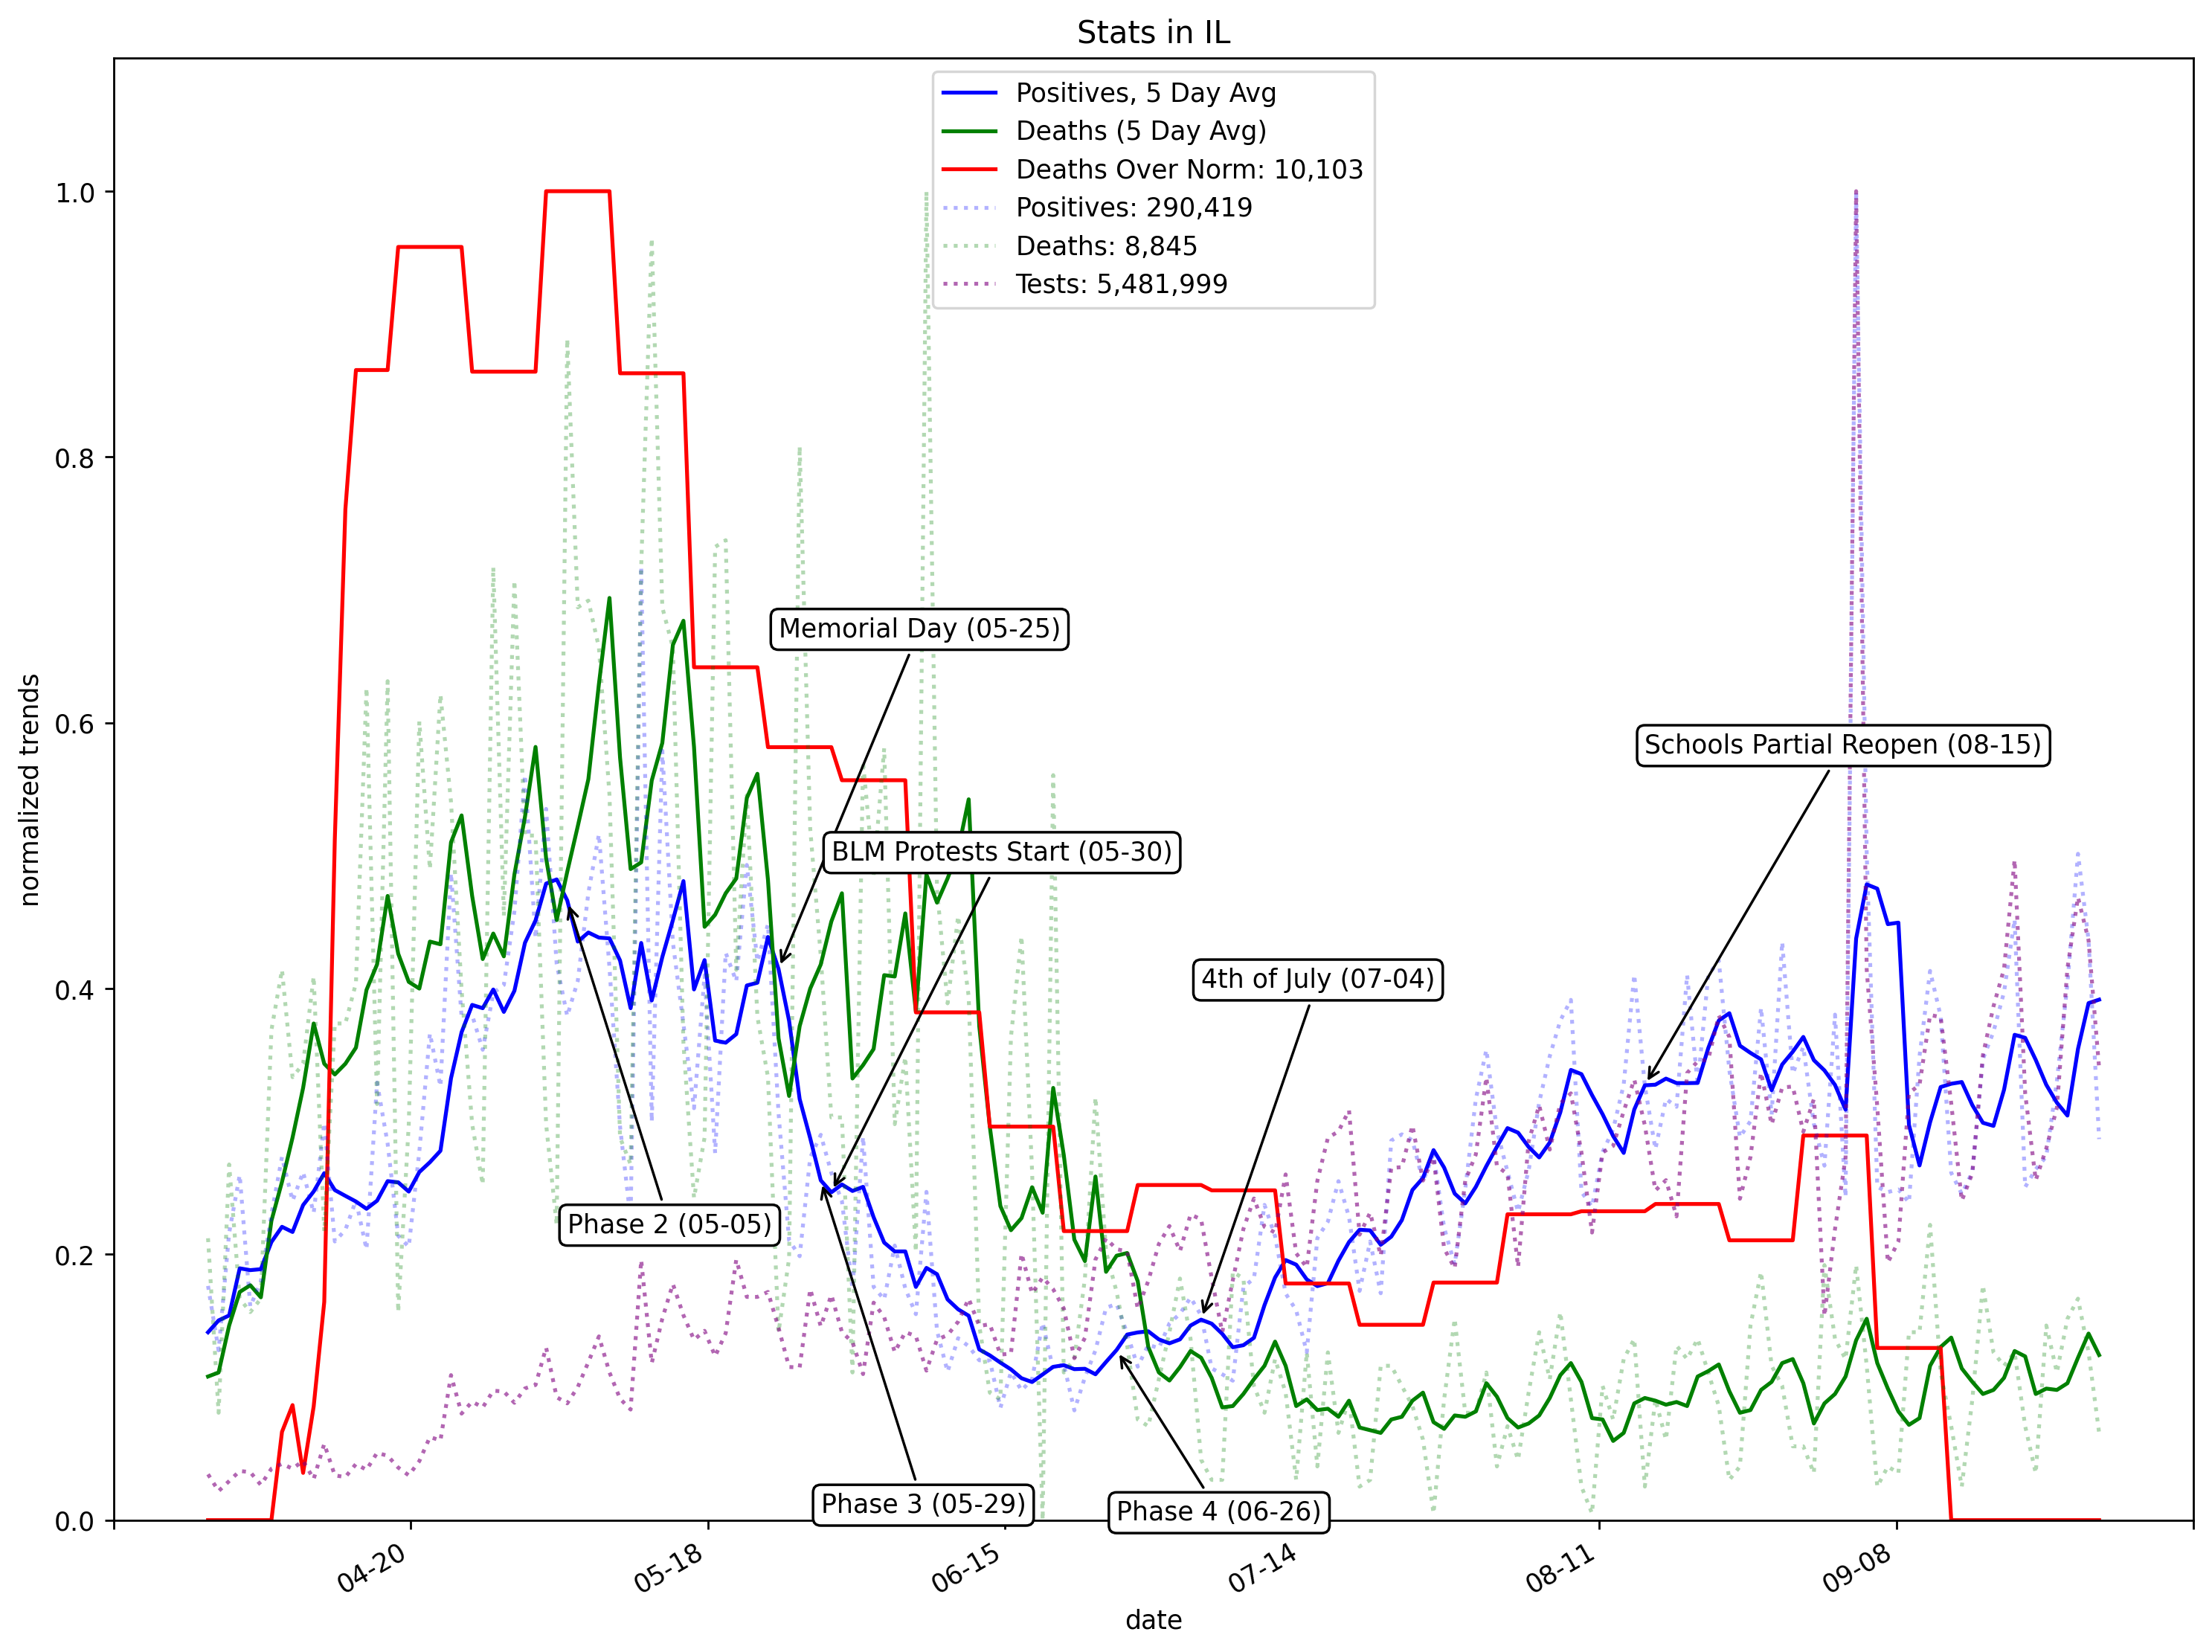 Stats in IL
Positives, 5 Day Avg
Deaths (5 Day Avg)
Deaths Over Norm: 10,103
Positives: 290,419
Deaths: 8,845
Tests: 5,481,999
1.0
0.8
0.6
0.4
0.2
0.0
normalized trends
Memorial Day (05-25)
Schools Partial Reopen (08-15)
BLM Protests Start (05-30)
4th of July (07-04)
Phase 2 (05-05)
Phase 3 (05-29)
Phase 4 (06-26)
04-20
05-18
06-15
07-14
08-11
09-08
date